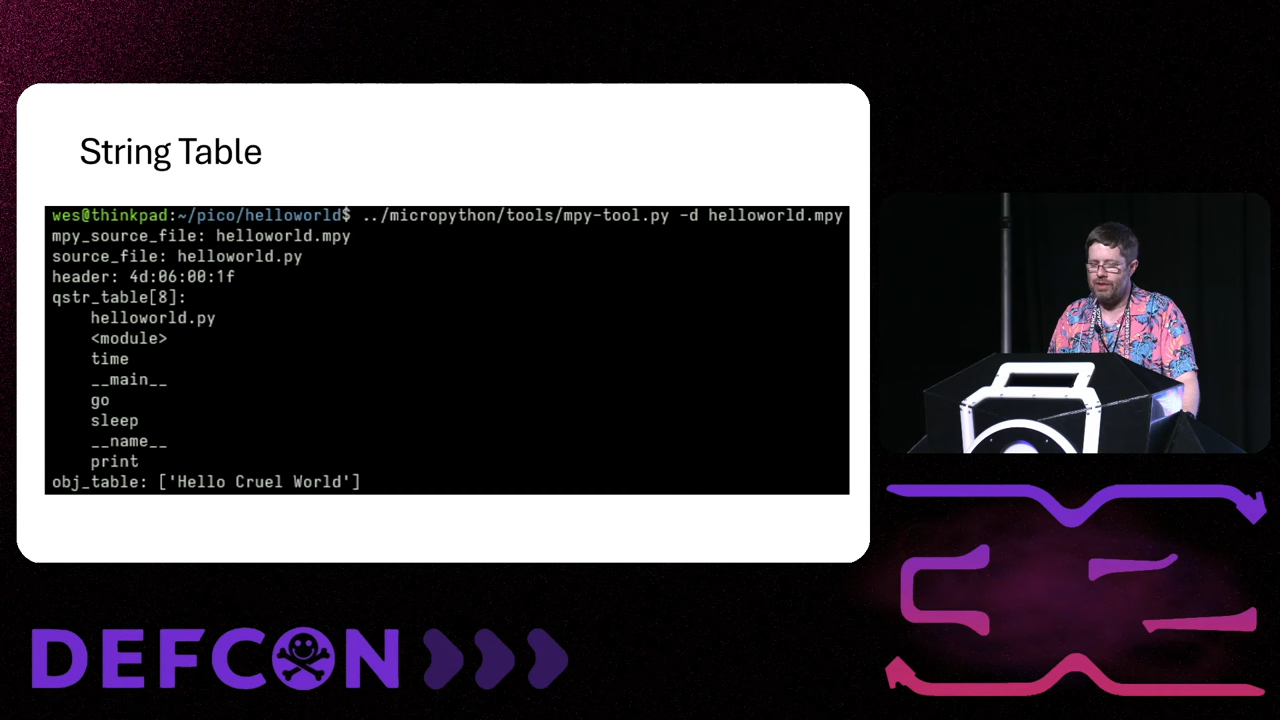 String Table
wes@thinkpad:~/pico/helloworld$ ../micropython/tools/mpy-tool.py -d helloworld.mpy
mpy_source_file: helloworld.mpy
source_file: helloworld.py
header: 4d:06:00:1f
qstr_table[8]:
    helloworld.py
    <module>
    time
    __main__
    go
    sleep
    __name__
    print
obj_table: ['Hello Cruel World']
DEFCON